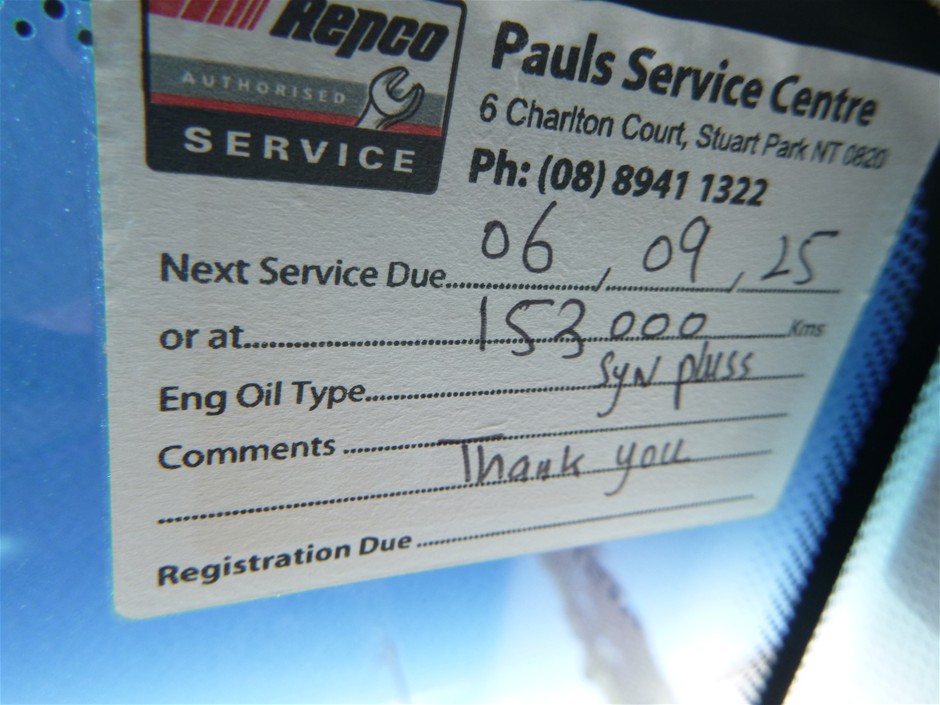 Repco
AUTHORISED
SERVICE
Pauls Service Centre
6 Charlton Court, Stuart Park NT 0820
Ph: (08) 8941 1322
Next Service Due 06 / 09 / 25
or at 153000 Kms
Eng Oil Type SYN pluss
Comments
Thank you
Registration Due